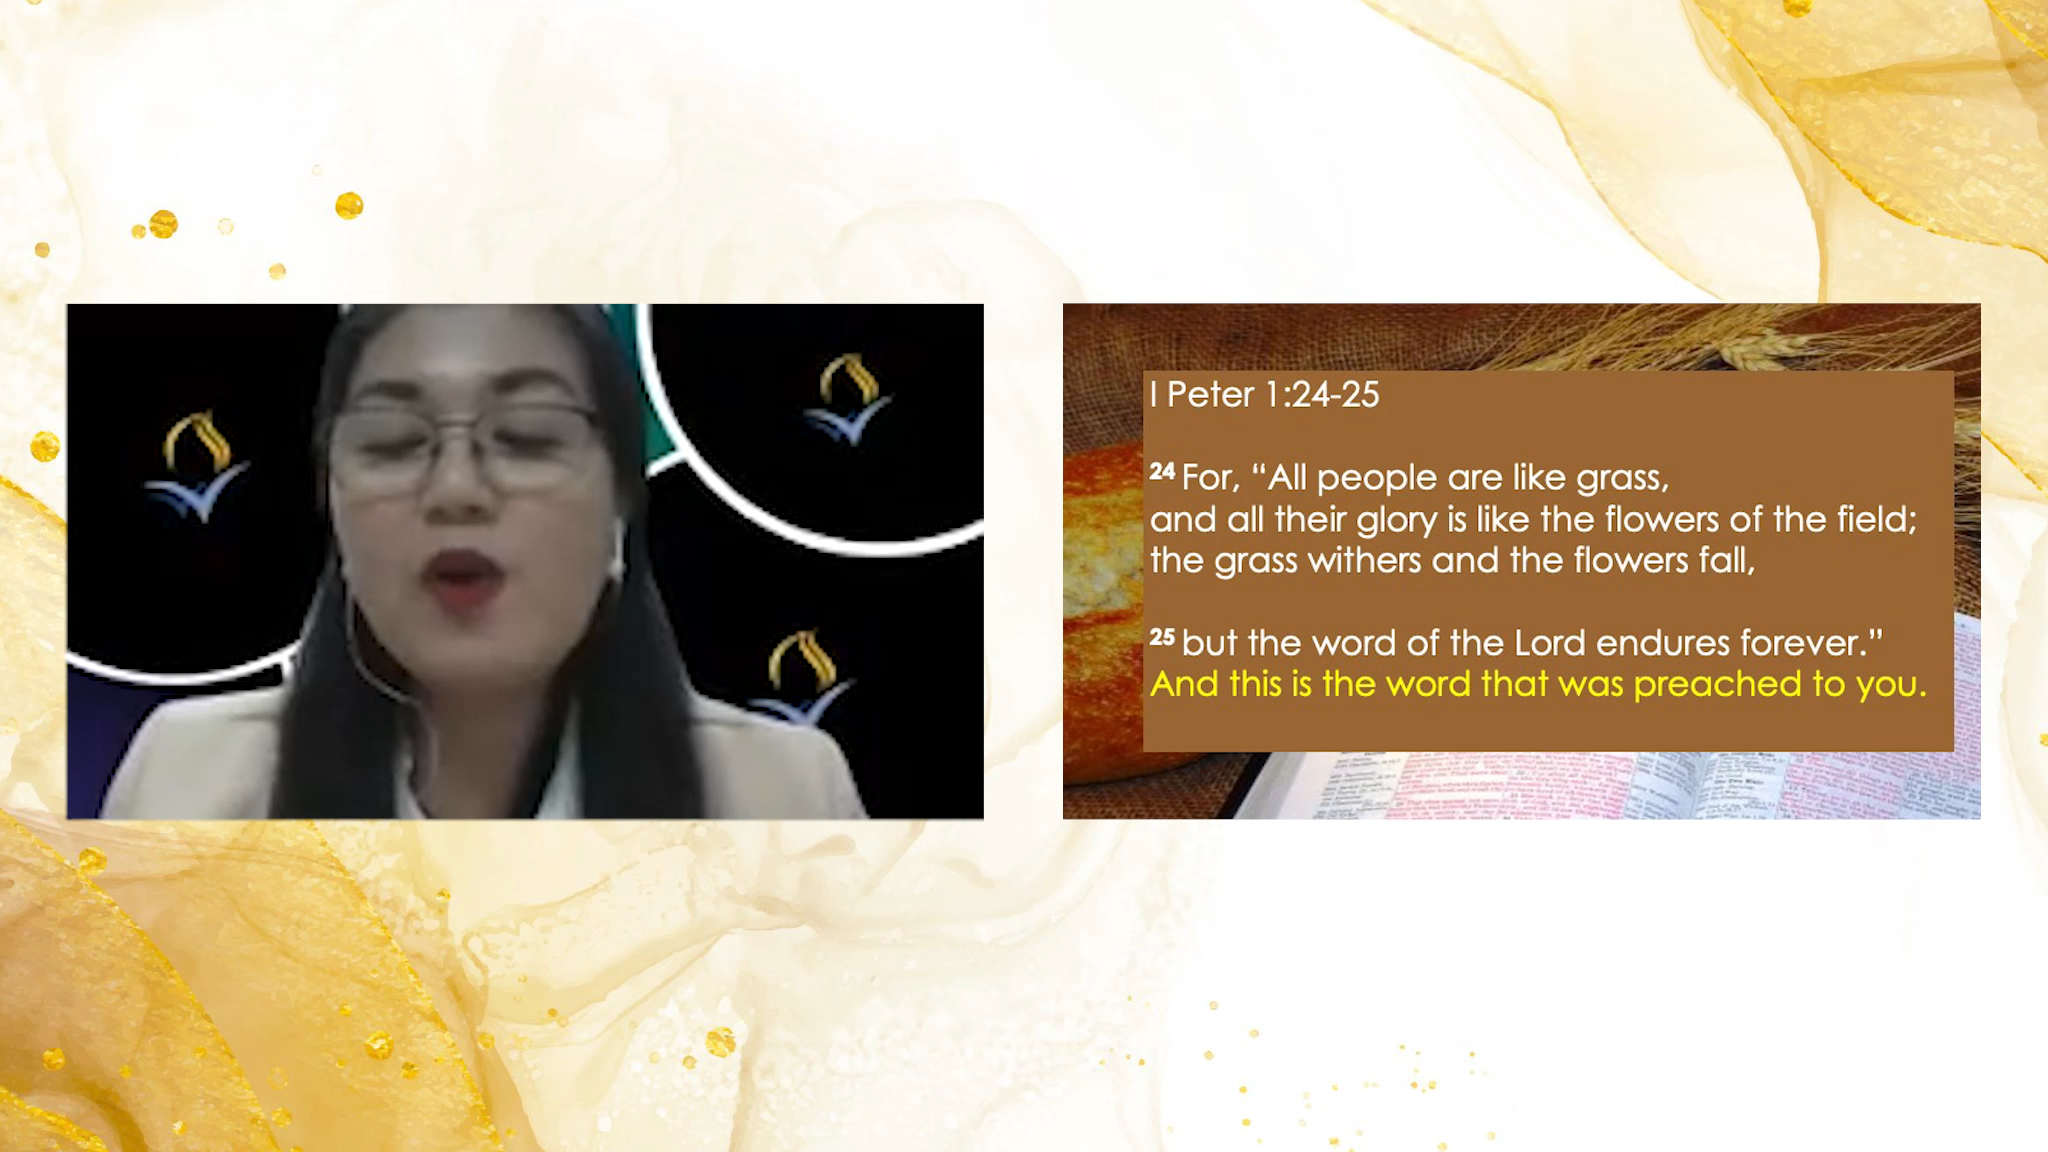 I Peter 1:24-25
24 For, “All people are like grass,
and all their glory is like the flowers of the field;
the grass withers and the flowers fall,
25 but the word of the Lord endures forever.”
And this is the word that was preached to you.